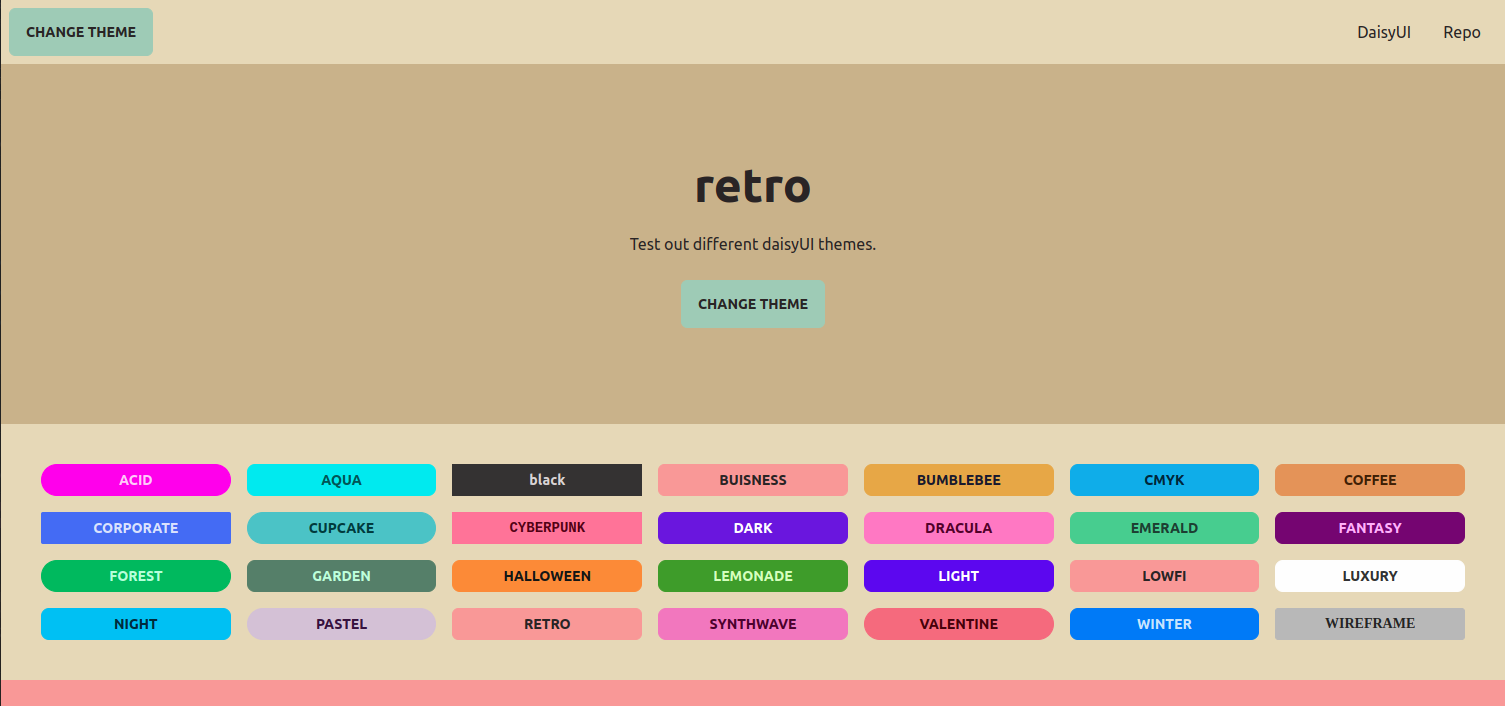 CHANGE THEME DaisyUI Repo
retro
Test out different daisyUI themes.
CHANGE THEME
ACID AQUA black BUISNESS BUMBLEBEE CMYK COFFEE
CORPORATE CUPCAKE CYBERPUNK DARK DRACULA EMERALD FANTASY
FOREST GARDEN HALLOWEEN LEMONADE LIGHT LOWFI LUXURY
NIGHT PASTEL RETRO SYNTHWAVE VALENTINE WINTER WIREFRAME